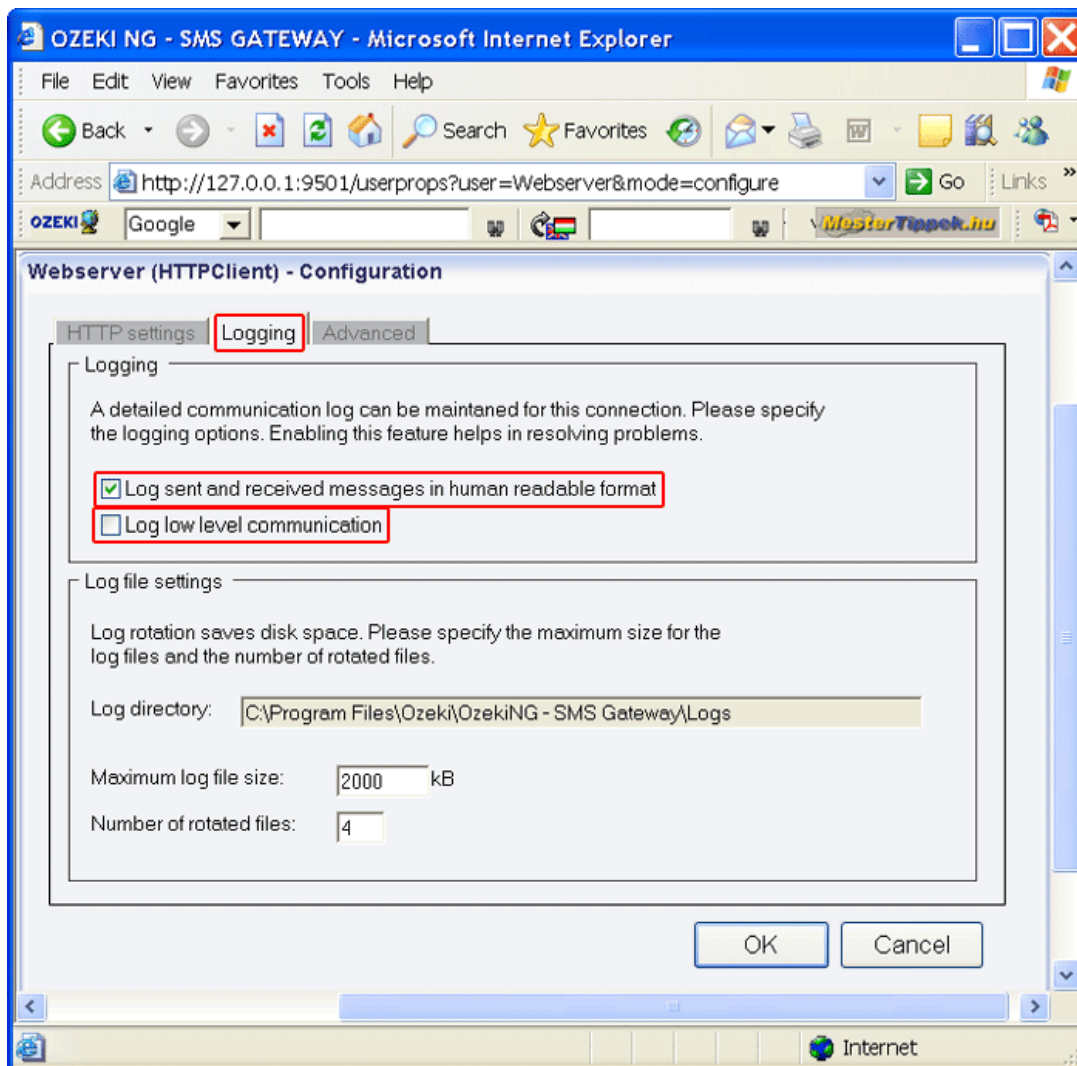 OZEKI NG - SMS GATEWAY - Microsoft Internet Explorer
File Edit View Favorites Tools Help
Back Search Favorites
Address http://127.0.0.1:9501/userprops?user=Webserver&mode=configure Go Links »
OZEKI Google MesterTippek.hu
Webserver (HTTPClient) - Configuration
HTTP settings Logging Advanced
Logging
A detailed communication log can be maintaned for this connection. Please specify
the logging options. Enabling this feature helps in resolving problems.
Log sent and received messages in human readable format
Log low level communication
Log file settings
Log rotation saves disk space. Please specify the maximum size for the
log files and the number of rotated files.
Log directory: C:\Program Files\Ozeki\OzekiNG - SMS Gateway\Logs
Maximum log file size: 2000 kB
Number of rotated files: 4
OK Cancel
Internet